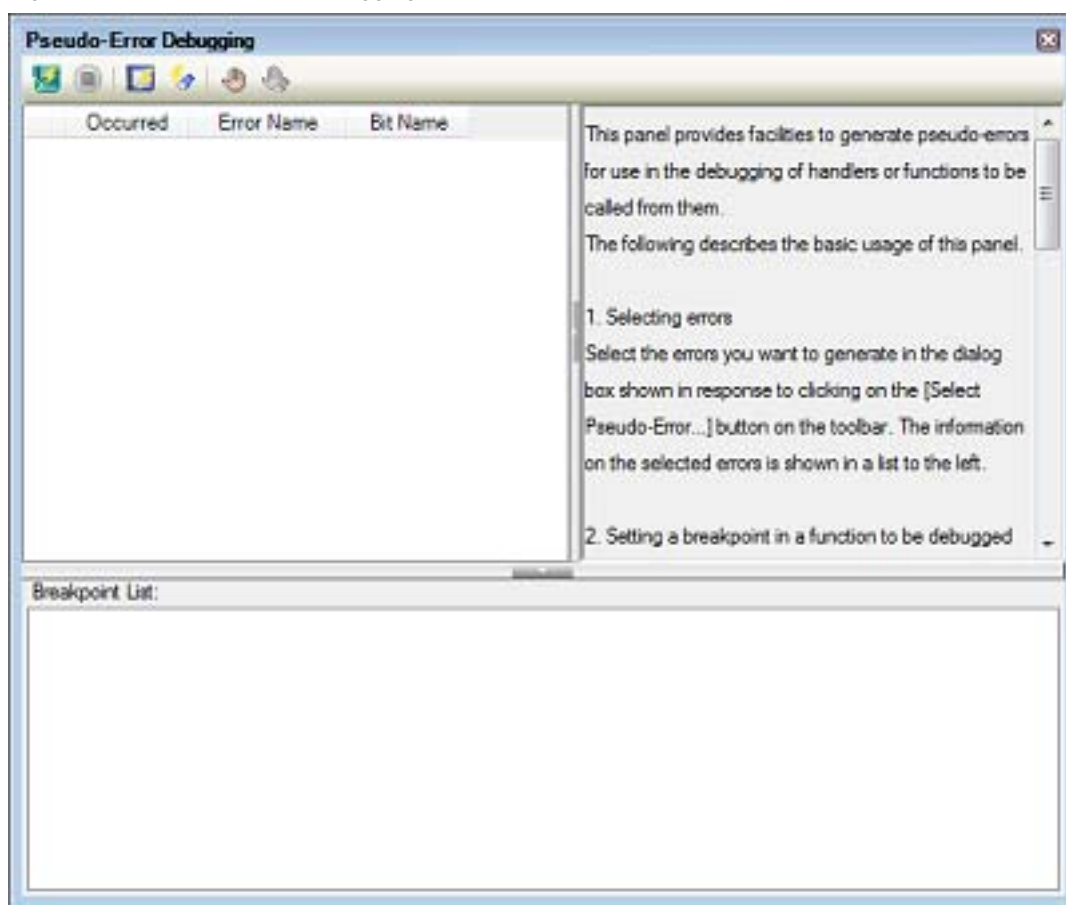 Pseudo-Error Debugging
Occurred Error Name Bit Name
This panel provides facilities to generate pseudo-errors
for use in the debugging of handlers or functions to be
called from them.
The following describes the basic usage of this panel.
1. Selecting errors
Select the errors you want to generate in the dialog
box shown in response to clicking on the [Select
Pseudo-Error...] button on the toolbar. The information
on the selected errors is shown in a list to the left.
2. Setting a breakpoint in a function to be debugged
Breakpoint List: